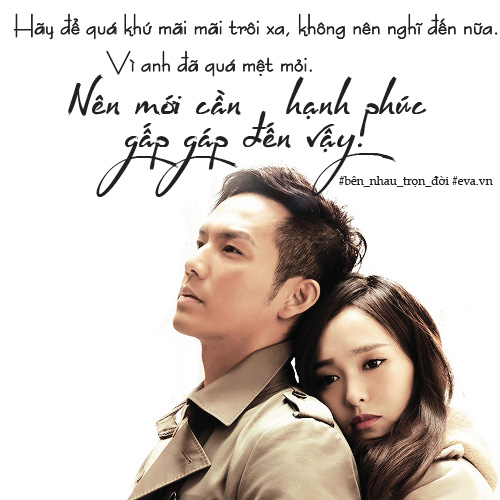 Hãy để quá khứ mãi mãi trôi xa, không nên nghĩ đến nữa.
Vì anh đã quá mệt mỏi.
Nên mới cần hạnh phúc
gấp gáp đến vậy!
#bên_nhau_trọn_đời #eva.vn